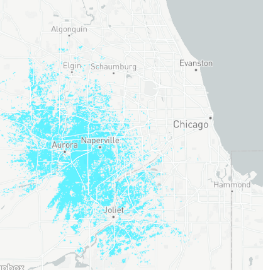 Algonquin
Elgin
Schaumburg
Evanston
Chicago
Naperville
Aurora
Hammond
Joliet